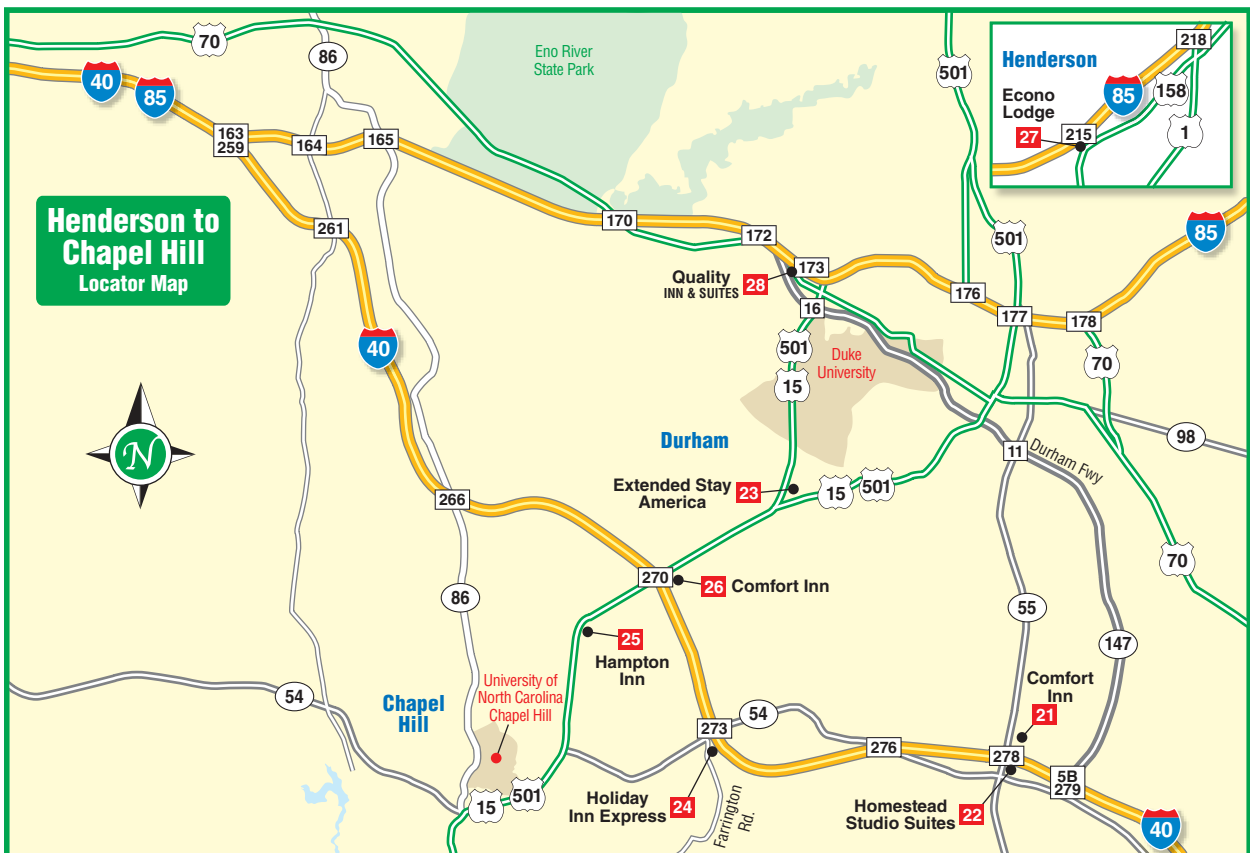 70
86
Eno River
State Park
501
Henderson
218
Econo
Lodge
27
85
158
215
1
40
85
163
259
164
165
Henderson to
Chapel Hill
Locator Map
261
170
172
501
85
Quality
INN & SUITES
28
173
176
16
177
178
40
501
Duke
University
15
70
N
Durham
98
11
Durham Fwy
Extended Stay
America
23
15
501
266
70
270
26
Comfort Inn
86
55
25
Hampton
Inn
147
University of
North Carolina
Chapel Hill
Chapel
Hill
54
Comfort
Inn
21
54
273
276
278
5B
279
Holiday
Inn Express
24
Farrington
Rd.
Homestead
Studio Suites
22
15
501
40